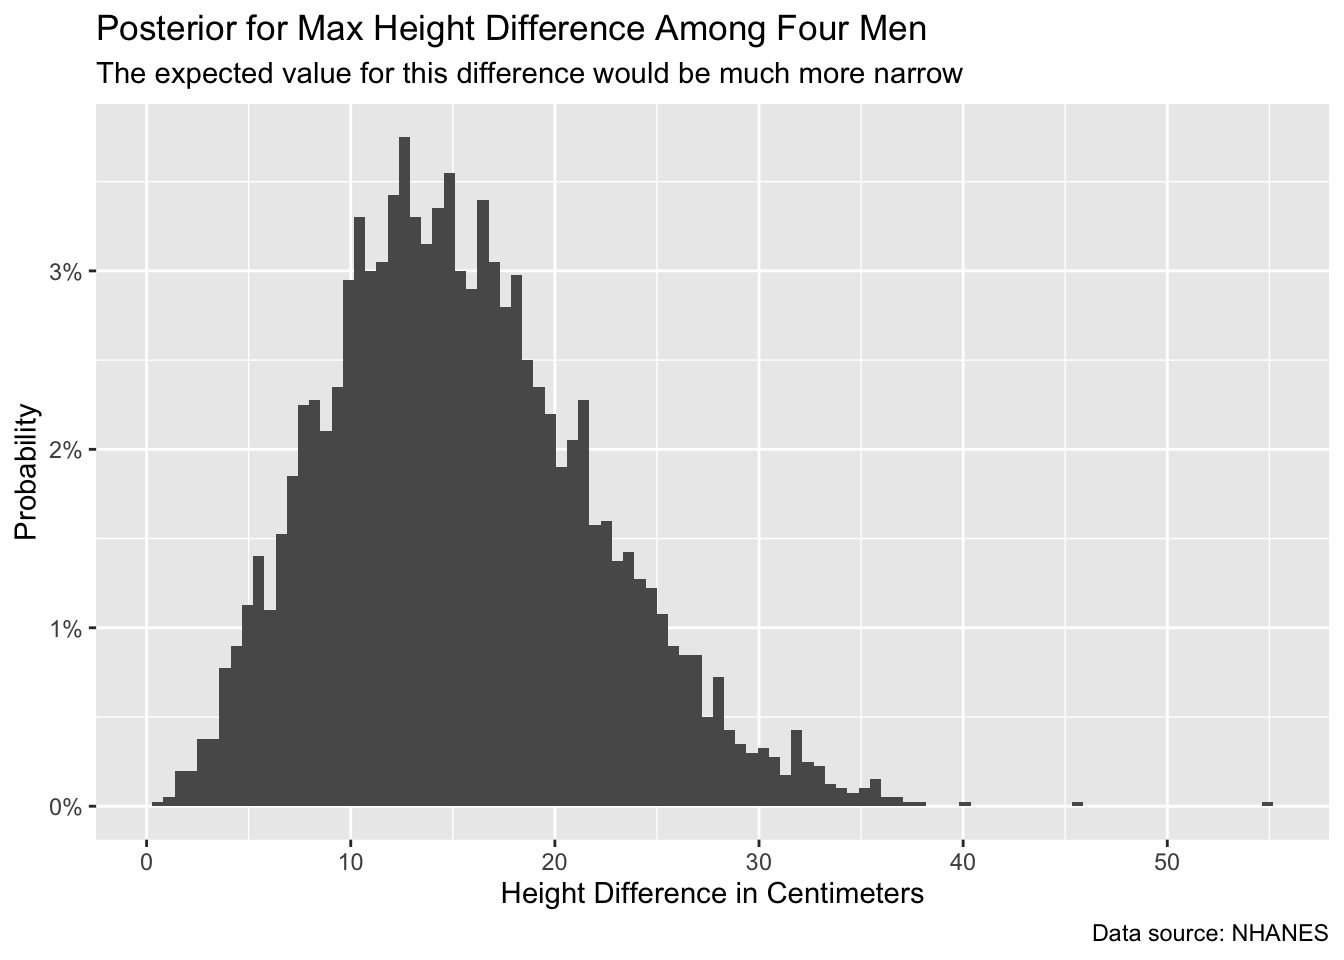 Posterior for Max Height Difference Among Four Men
The expected value for this difference would be much more narrow
3%
2%
1%
0%
Probability
0 10 20 30 40 50
Height Difference in Centimeters
Data source: NHANES